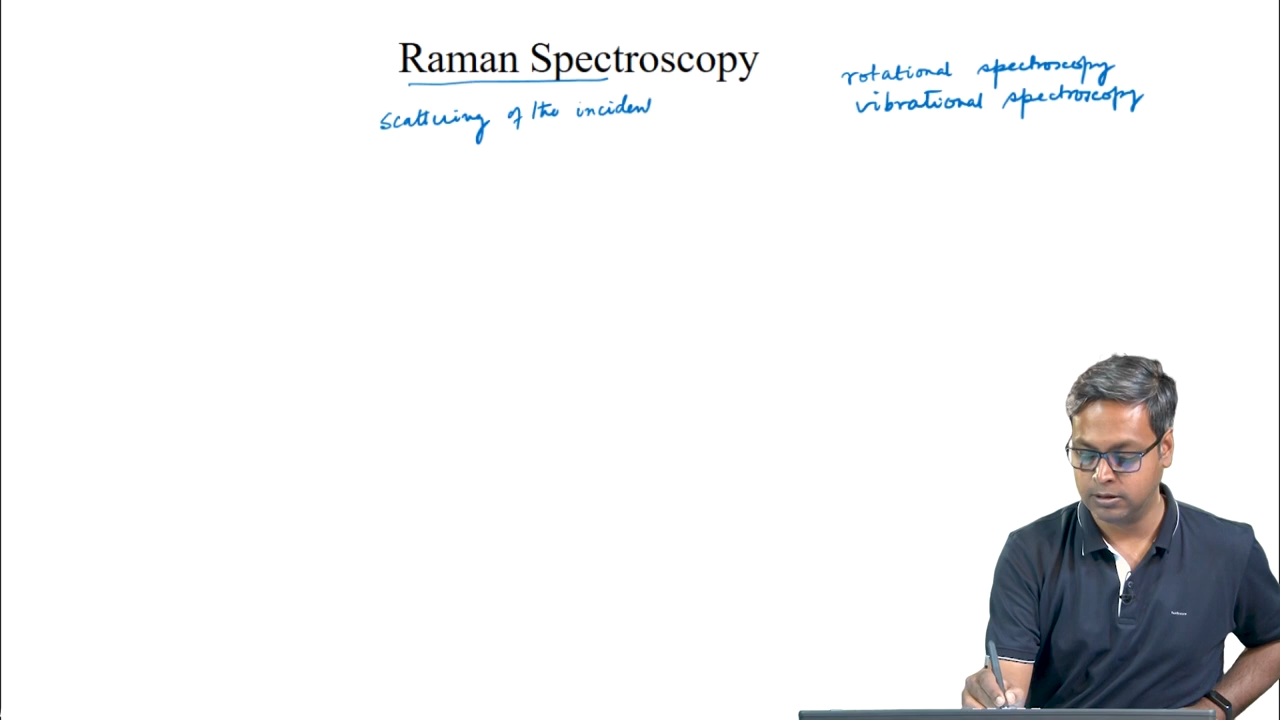 Raman Spectroscopy
rotational spectroscopy
vibrational spectroscopy
scattering of the inciden